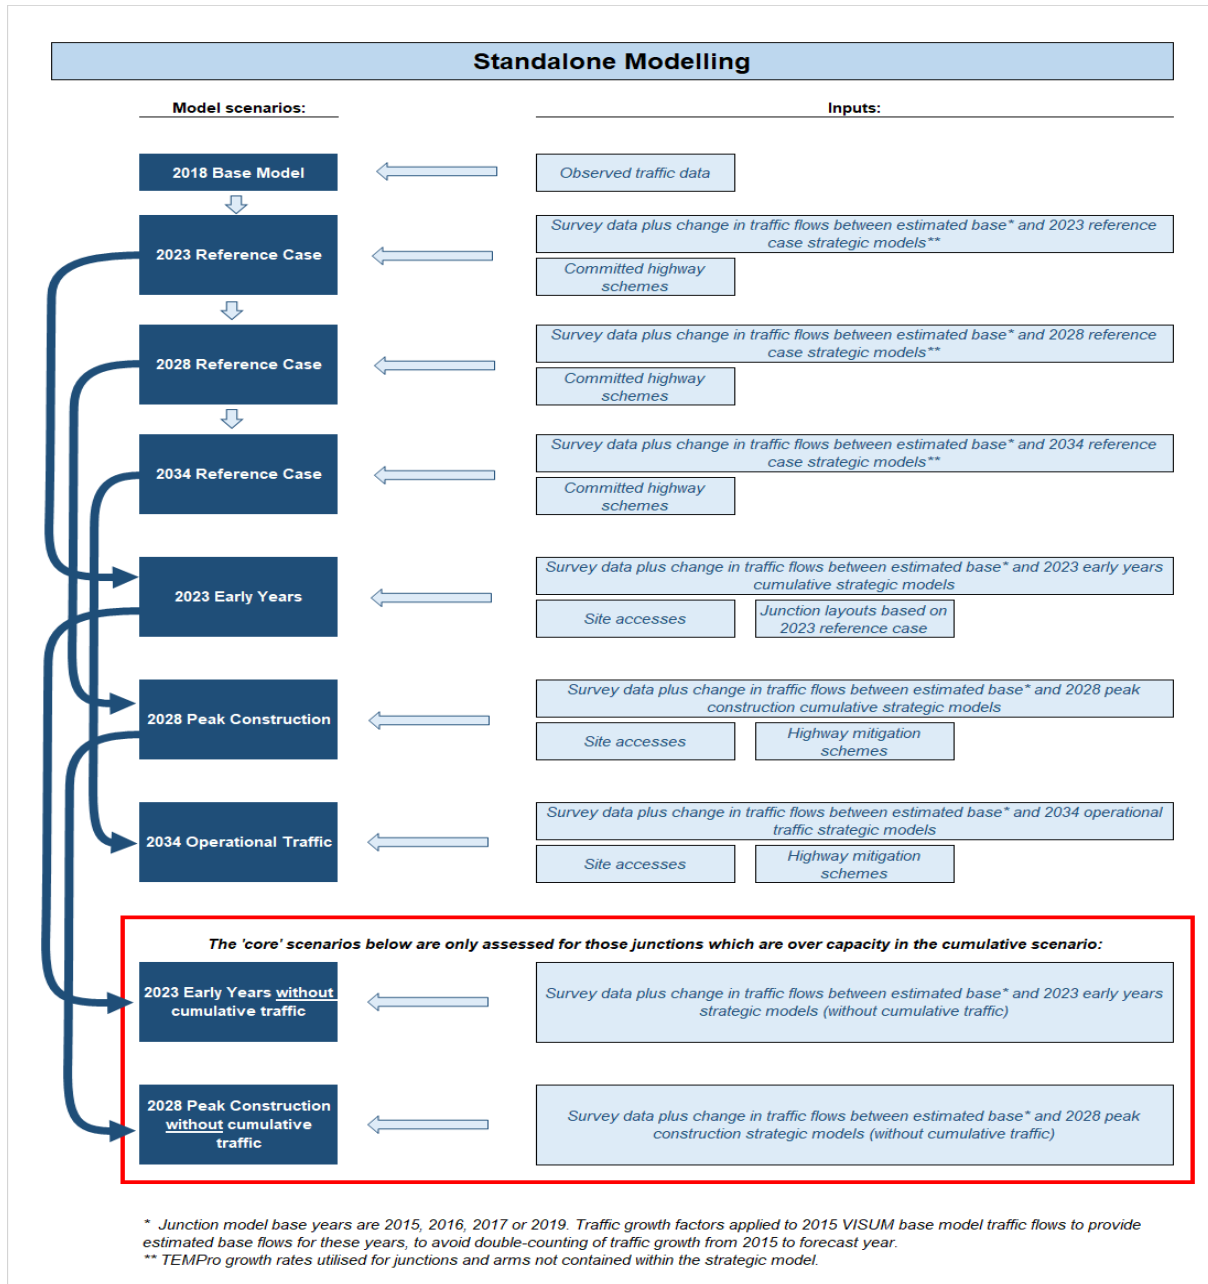 Standalone Modelling
Model scenarios:
Inputs:
2018 Base Model
Observed traffic data
2023 Reference Case
Survey data plus change in traffic flows between estimated base* and 2023 reference
case strategic models**
Committed highway
schemes
2028 Reference Case
Survey data plus change in traffic flows between estimated base* and 2028 reference
case strategic models**
Committed highway
schemes
2034 Reference Case
Survey data plus change in traffic flows between estimated base* and 2034 reference
case strategic models**
Committed highway
schemes
2023 Early Years
Survey data plus change in traffic flows between estimated base* and 2023 early years
cumulative strategic models
Site accesses
Junction layouts based on
2023 reference case
2028 Peak Construction
Survey data plus change in traffic flows between estimated base* and 2028 peak
construction cumulative strategic models
Site accesses
Highway mitigation
schemes
2034 Operational Traffic
Survey data plus change in traffic flows between estimated base* and 2034 operational
traffic strategic models
Site accesses
Highway mitigation
schemes
The 'core' scenarios below are only assessed for those junctions which are over capacity in the cumulative scenario:
2023 Early Years without
cumulative traffic
Survey data plus change in traffic flows between estimated base* and 2023 early years
strategic models (without cumulative traffic)
2028 Peak Construction
without cumulative
traffic
Survey data plus change in traffic flows between estimated base* and 2028 peak
construction strategic models (without cumulative traffic)
* Junction model base years are 2015, 2016, 2017 or 2019. Traffic growth factors applied to 2015 VISUM base model traffic flows to provide
estimated base flows for these years, to avoid double-counting of traffic growth from 2015 to forecast year.
** TEMPro growth rates utilised for junctions and arms not contained within the strategic model.